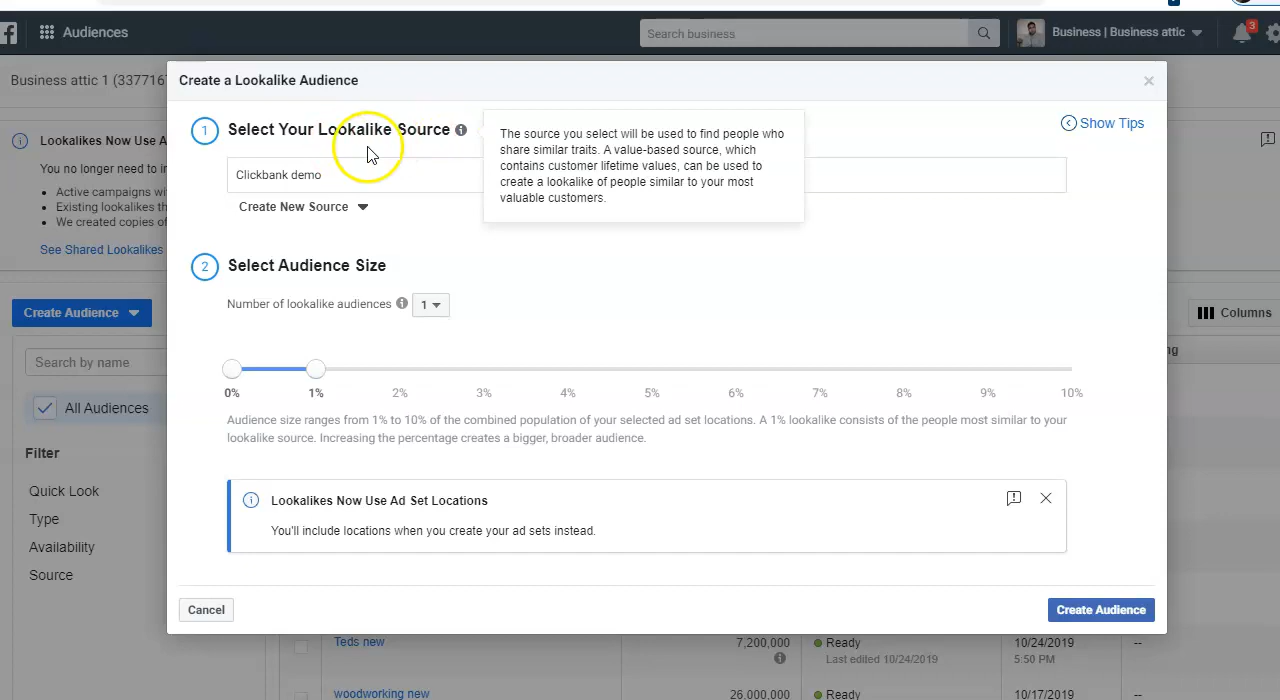 Audiences
Search business
Business | Business attic
3
Business attic 1 (337716
Create a Lookalike Audience
Lookalikes Now Use A
You no longer need to in
Active campaigns wi
Existing lookalikes th
We created copies of
See Shared Lookalikes
1
Select Your Lookalike Source
Show Tips
The source you select will be used to find people who
share similar traits. A value-based source, which
contains customer lifetime values, can be used to
create a lookalike of people similar to your most
valuable customers.
Clickbank demo
Create New Source
2
Select Audience Size
Number of lookalike audiences
1
0% 1% 2% 3% 4% 5% 6% 7% 8% 9% 10%
Audience size ranges from 1% to 10% of the combined population of your selected ad set locations. A 1% lookalike consists of the people most similar to your
lookalike source. Increasing the percentage creates a bigger, broader audience.
Lookalikes Now Use Ad Set Locations
You'll include locations when you create your ad sets instead.
Cancel
Create Audience
Create Audience
Columns
Search by name
ng
All Audiences
Filter
Quick Look
Type
Availability
Source
Teds new
7,200,000
Ready
Last edited 10/24/2019
10/24/2019
5:50 PM
--
woodworking new
26,000,000
Ready
10/17/2019
--